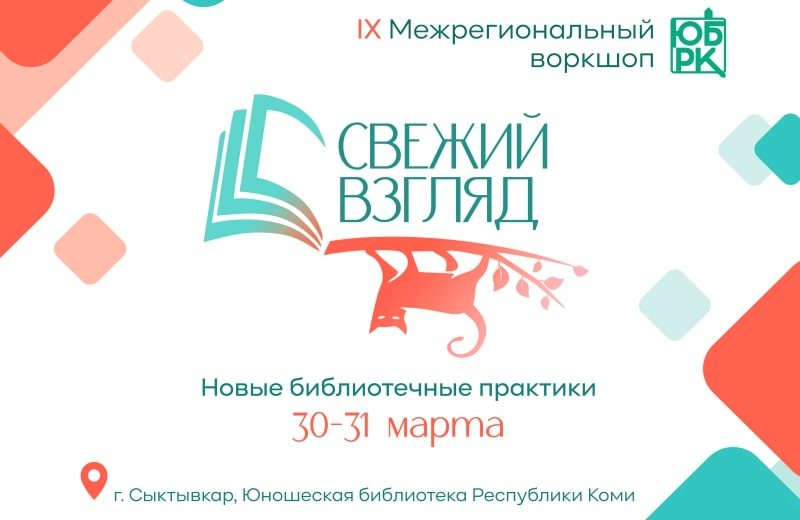 IX Межрегиональный
воркшоп
ЮБ
РК
СВЕЖИЙ
ВЗГЛЯД
Новые библиотечные практики
30-31 марта
г. Сыктывкар, Юношеская библиотека Республики Коми